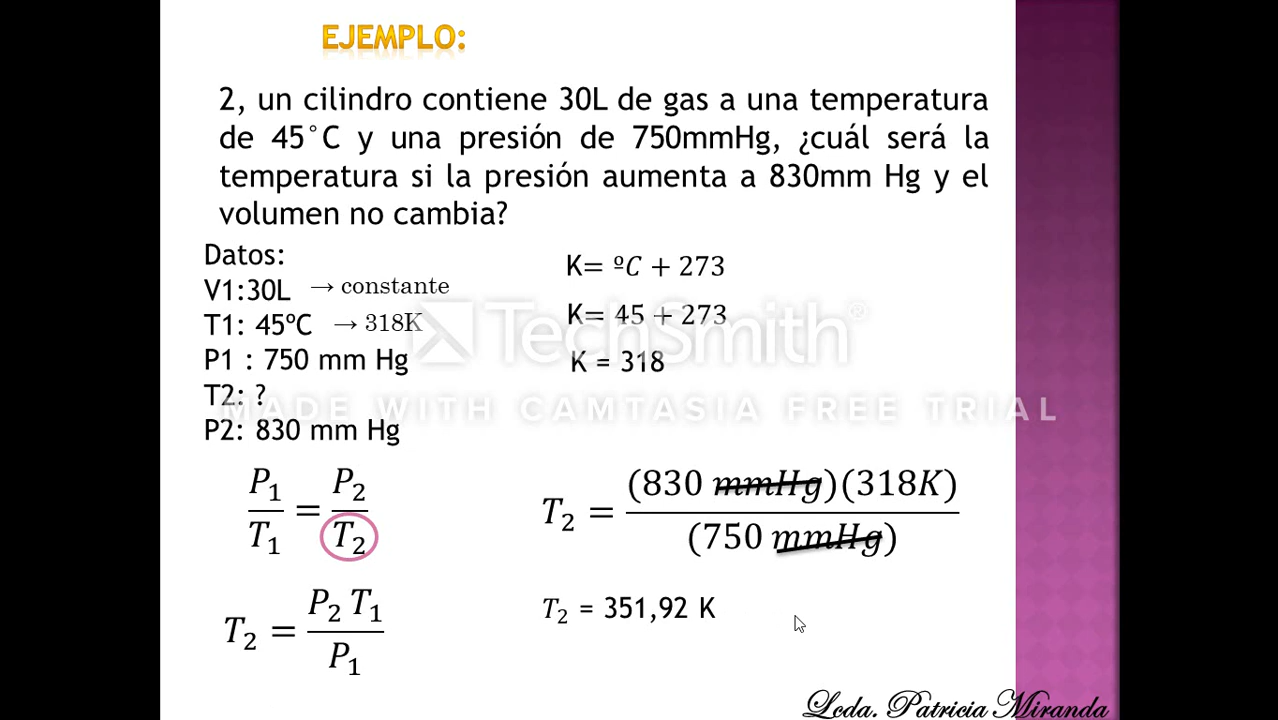 EJEMPLO:
2, un cilindro contiene 30L de gas a una temperatura
de 45°C y una presión de 750mmHg, ¿cuál será la
temperatura si la presión aumenta a 830mm Hg y el
volumen no cambia?
Datos:
V1:30L → constante
T1: 45ºC → 318K
P1 : 750 mm Hg
T2: ?
P2: 830 mm Hg
K= ºC + 273
K= 45 + 273
K = 318
TechSmith®
MADE WITH CAMTASIA FREE TRIAL
P₁/T₁ = P₂/T₂
T₂ = P₂ T₁/P₁
T₂ = (830 mmHg)(318K)/(750 mmHg)
T₂ = 351,92 K
Lcda. Patricia Miranda